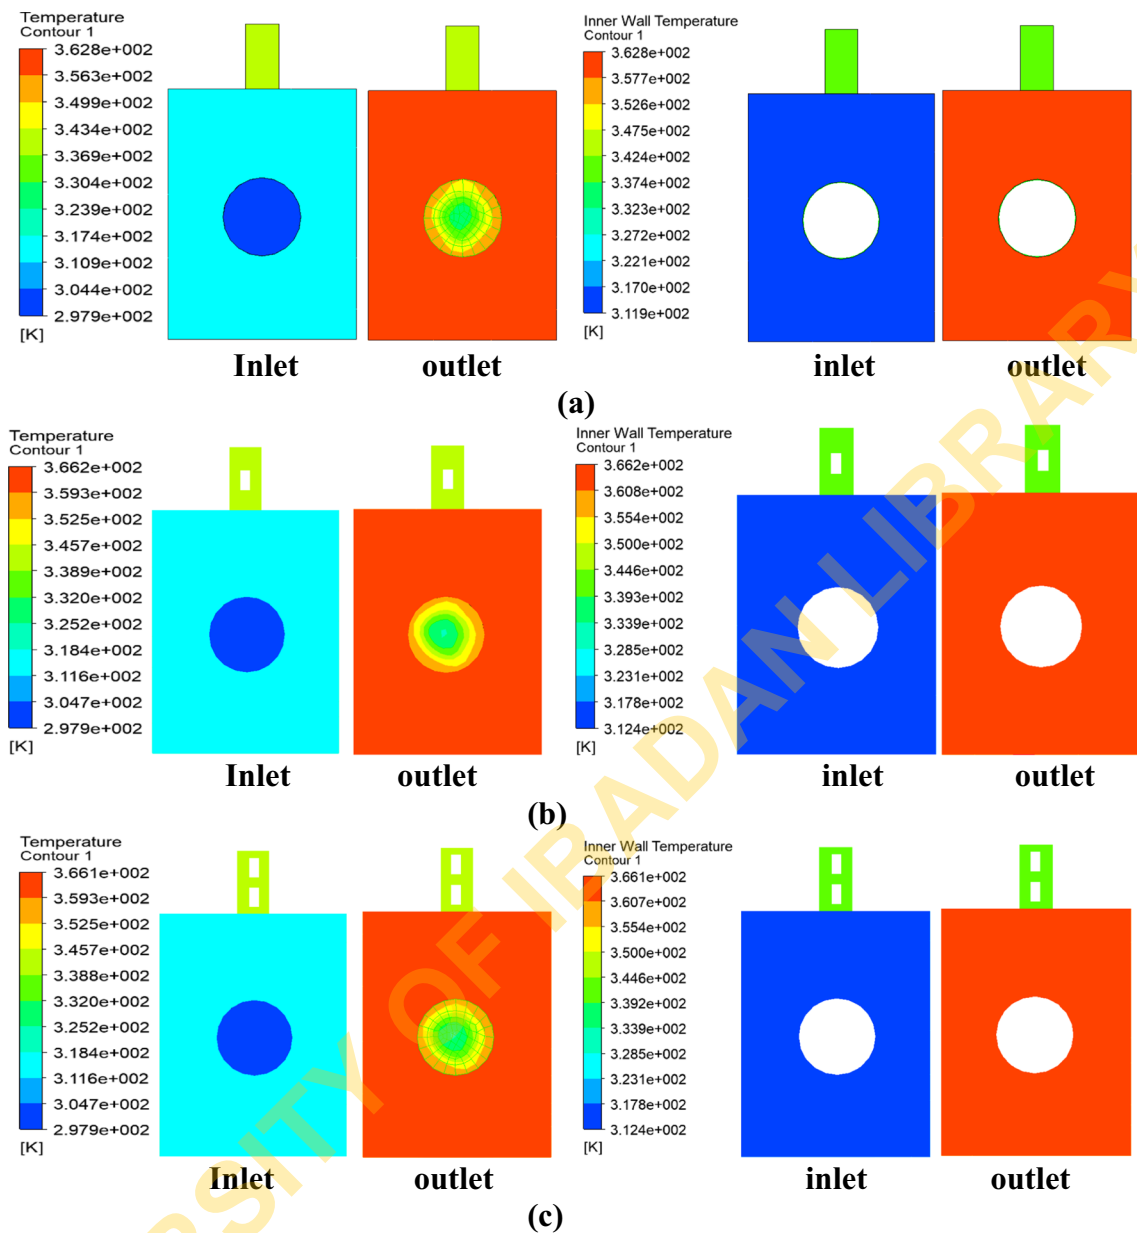 Temperature
Contour 1
3.628e+002
3.563e+002
3.499e+002
3.434e+002
3.369e+002
3.304e+002
3.239e+002
3.174e+002
3.109e+002
3.044e+002
2.979e+002
[K]
Inlet
outlet
Inner Wall Temperature
Contour 1
3.628e+002
3.577e+002
3.526e+002
3.475e+002
3.424e+002
3.374e+002
3.323e+002
3.272e+002
3.221e+002
3.170e+002
3.119e+002
[K]
inlet
outlet
(a)
Temperature
Contour 1
3.662e+002
3.593e+002
3.525e+002
3.457e+002
3.389e+002
3.320e+002
3.252e+002
3.184e+002
3.116e+002
3.047e+002
2.979e+002
[K]
Inlet
outlet
Inner Wall Temperature
Contour 1
3.662e+002
3.608e+002
3.554e+002
3.500e+002
3.446e+002
3.393e+002
3.339e+002
3.285e+002
3.231e+002
3.178e+002
3.124e+002
[K]
inlet
outlet
(b)
Temperature
Contour 1
3.661e+002
3.593e+002
3.525e+002
3.457e+002
3.388e+002
3.320e+002
3.252e+002
3.184e+002
3.116e+002
3.047e+002
2.979e+002
[K]
Inlet
outlet
Inner Wall Temperature
Contour 1
3.661e+002
3.607e+002
3.554e+002
3.500e+002
3.446e+002
3.392e+002
3.339e+002
3.285e+002
3.231e+002
3.178e+002
3.124e+002
[K]
inlet
outlet
(c)
RSITY OF IBADAN LIBRARY